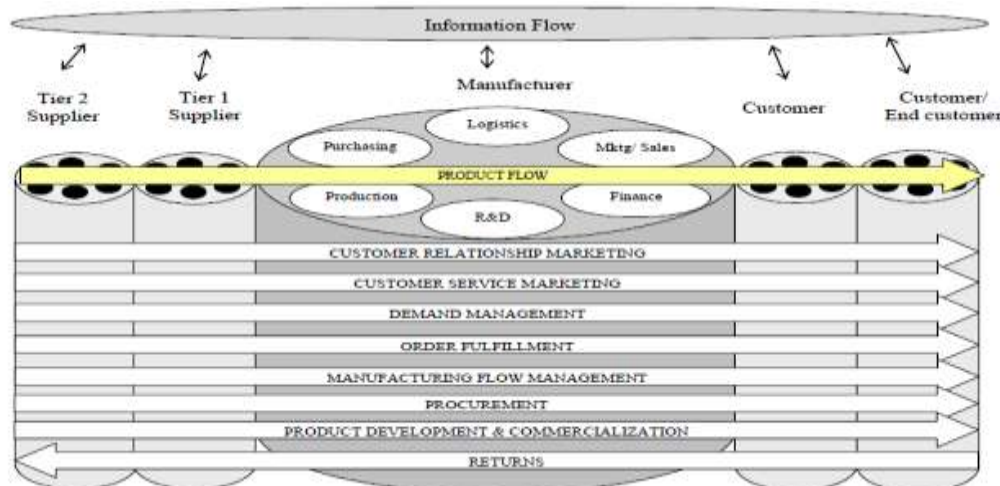 Information Flow
Tier 2
Supplier
Tier 1
Supplier
Manufacturer
Customer
Customer/
End customer
Logistics
Purchasing
Mktg/ Sales
PRODUCT FLOW
Production
Finance
R&D
CUSTOMER RELATIONSHIP MARKETING
CUSTOMER SERVICE MARKETING
DEMAND MANAGEMENT
ORDER FULFILLMENT
MANUFACTURING FLOW MANAGEMENT
PROCUREMENT
PRODUCT DEVELOPMENT & COMMERCIALIZATION
RETURNS